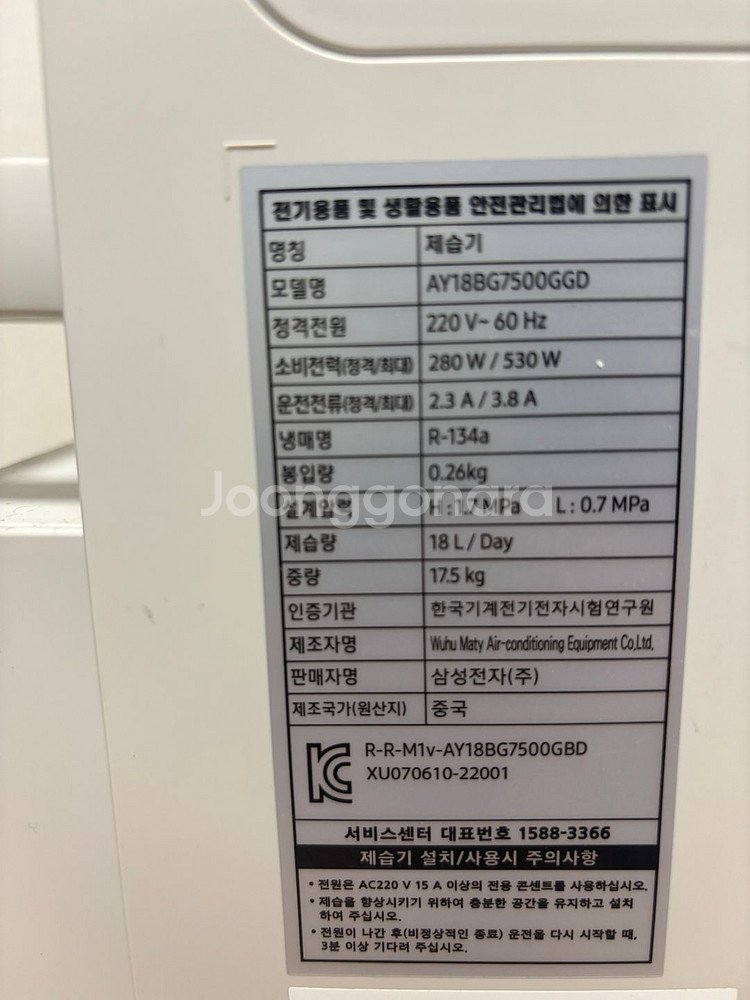 전기용품 및 생활용품 안전관리법에 의한 표시
명칭 제습기
모델명 AY18BG7500GGD
정격전원 220 V~ 60 Hz
소비전력(정격/최대) 280 W / 530 W
운전전류(정격/최대) 2.3 A / 3.8 A
냉매명 R-134a
봉입량 0.26kg
설계압력 H : 1.7 MPa L : 0.7 MPa
Joonggonara
제습량 18 L / Day
중량 17.5 kg
인증기관 한국기계전기전자시험연구원
제조자명 Wuhu Maty Air-conditioning Equipment Co,Ltd,
판매자명 삼성전자(주)
제조국가(원산지) 중국
R-R-M1v-AY18BG7500GBD
XU070610-22001
서비스센터 대표번호 1588-3366
제습기 설치/사용시 주의사항
• 전원은 AC220 V 15 A 이상의 전용 콘센트를 사용하십시오.
• 제습을 향상시키기 위하여 충분한 공간을 유지하고 설치
하여 주십시오.
• 전원이 나간 후(비정상적인 종료) 운전을 다시 시작할 때,
3분 이상 기다려 주십시오.